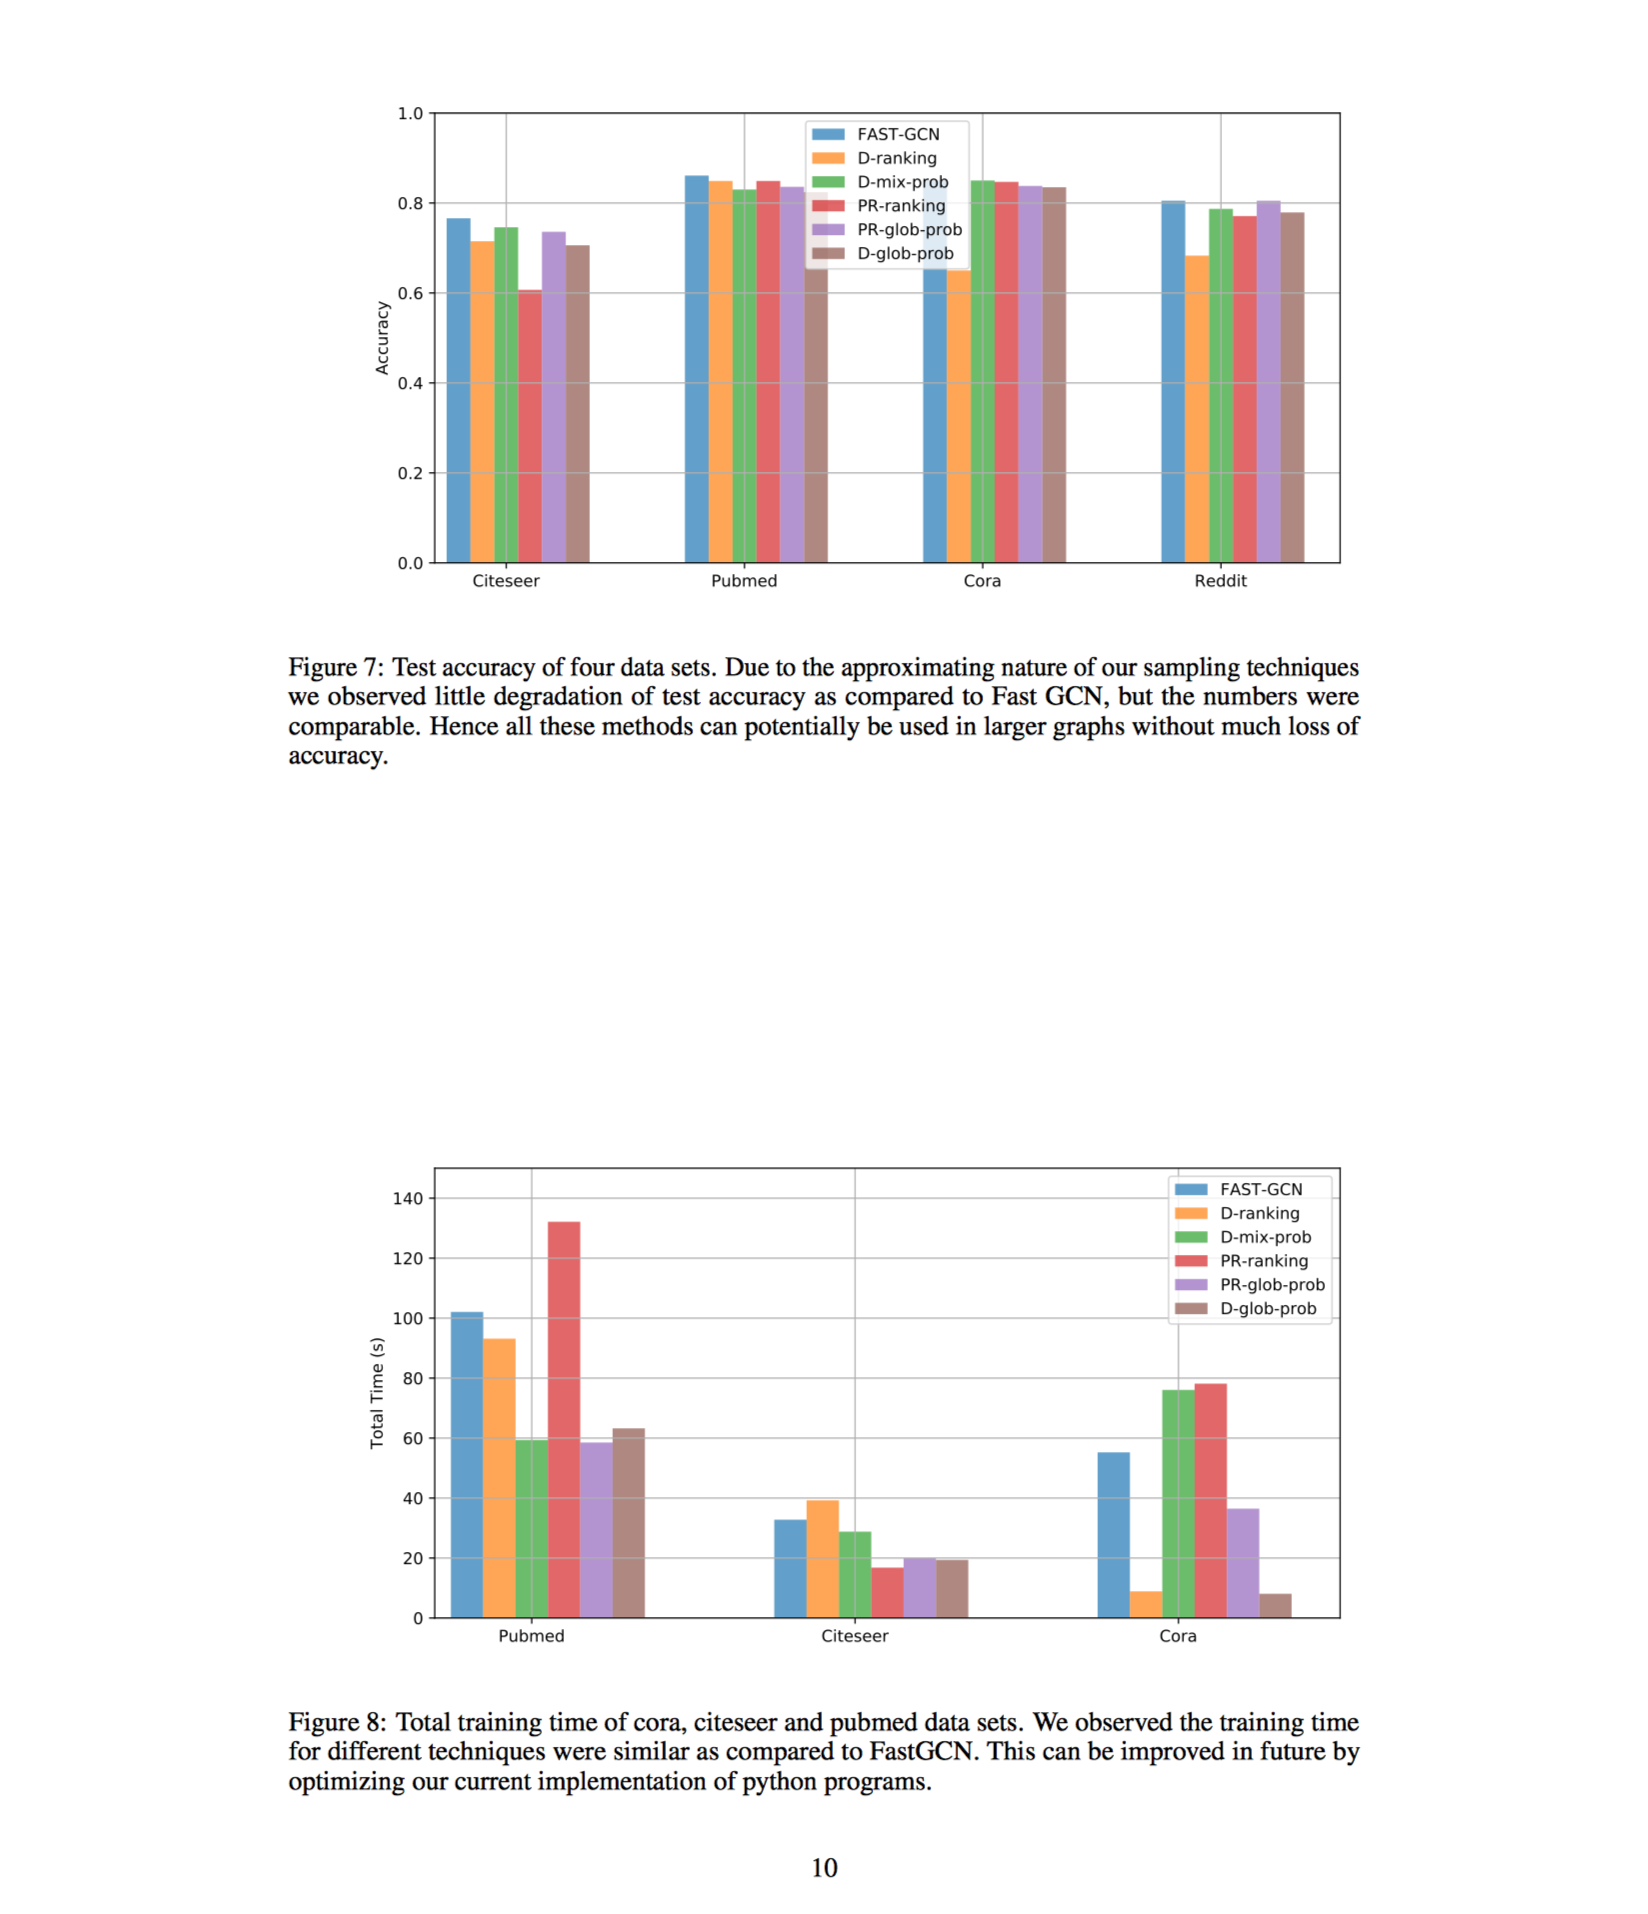 1.0
0.8
0.6
0.4
0.2
0.0
Accuracy
FAST-GCN
D-ranking
D-mix-prob
PR-ranking
PR-glob-prob
D-glob-prob
Citeseer Pubmed Cora Reddit
Figure 7: Test accuracy of four data sets. Due to the approximating nature of our sampling techniques
we observed little degradation of test accuracy as compared to Fast GCN, but the numbers were
comparable. Hence all these methods can potentially be used in larger graphs without much loss of
accuracy.
140
120
100
80
60
40
20
0
Total Time (s)
FAST-GCN
D-ranking
D-mix-prob
PR-ranking
PR-glob-prob
D-glob-prob
Pubmed Citeseer Cora
Figure 8: Total training time of cora, citeseer and pubmed data sets. We observed the training time
for different techniques were similar as compared to FastGCN. This can be improved in future by
optimizing our current implementation of python programs.
10